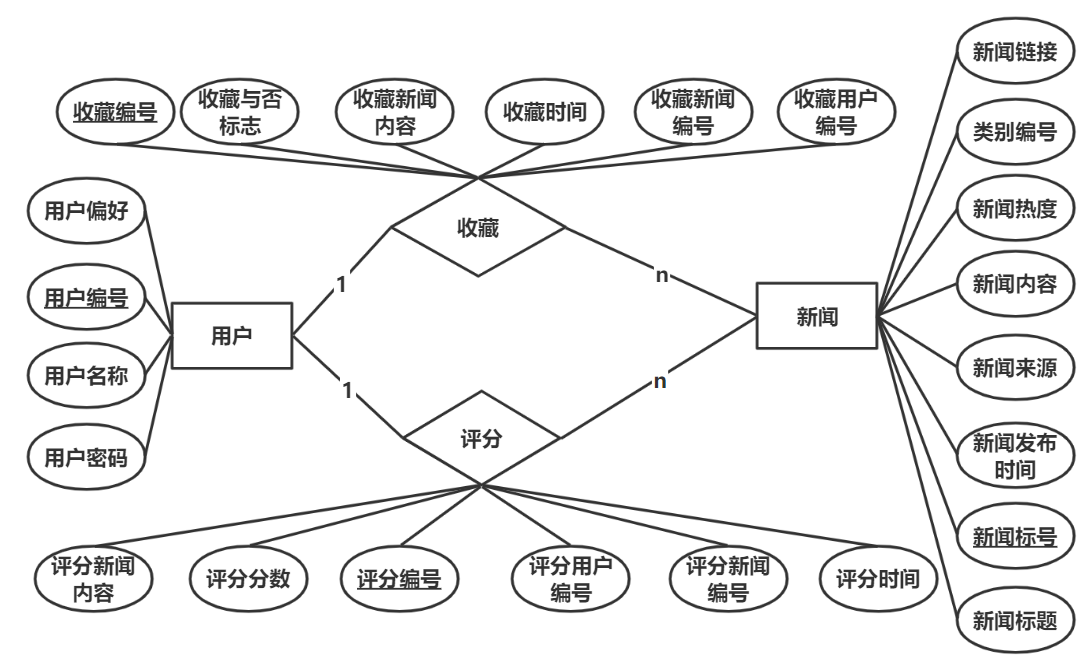 新闻链接
收藏编号
收藏与否
标志
收藏新闻
内容
收藏时间
收藏新闻
编号
收藏用户
编号
类别编号
用户偏好
新闻热度
收藏
用户编号
1
n
新闻内容
用户
新闻
用户名称
1
n
新闻来源
用户密码
评分
新闻发布
时间
新闻标号
评分新闻
内容
评分分数
评分编号
评分用户
编号
评分新闻
编号
评分时间
新闻标题